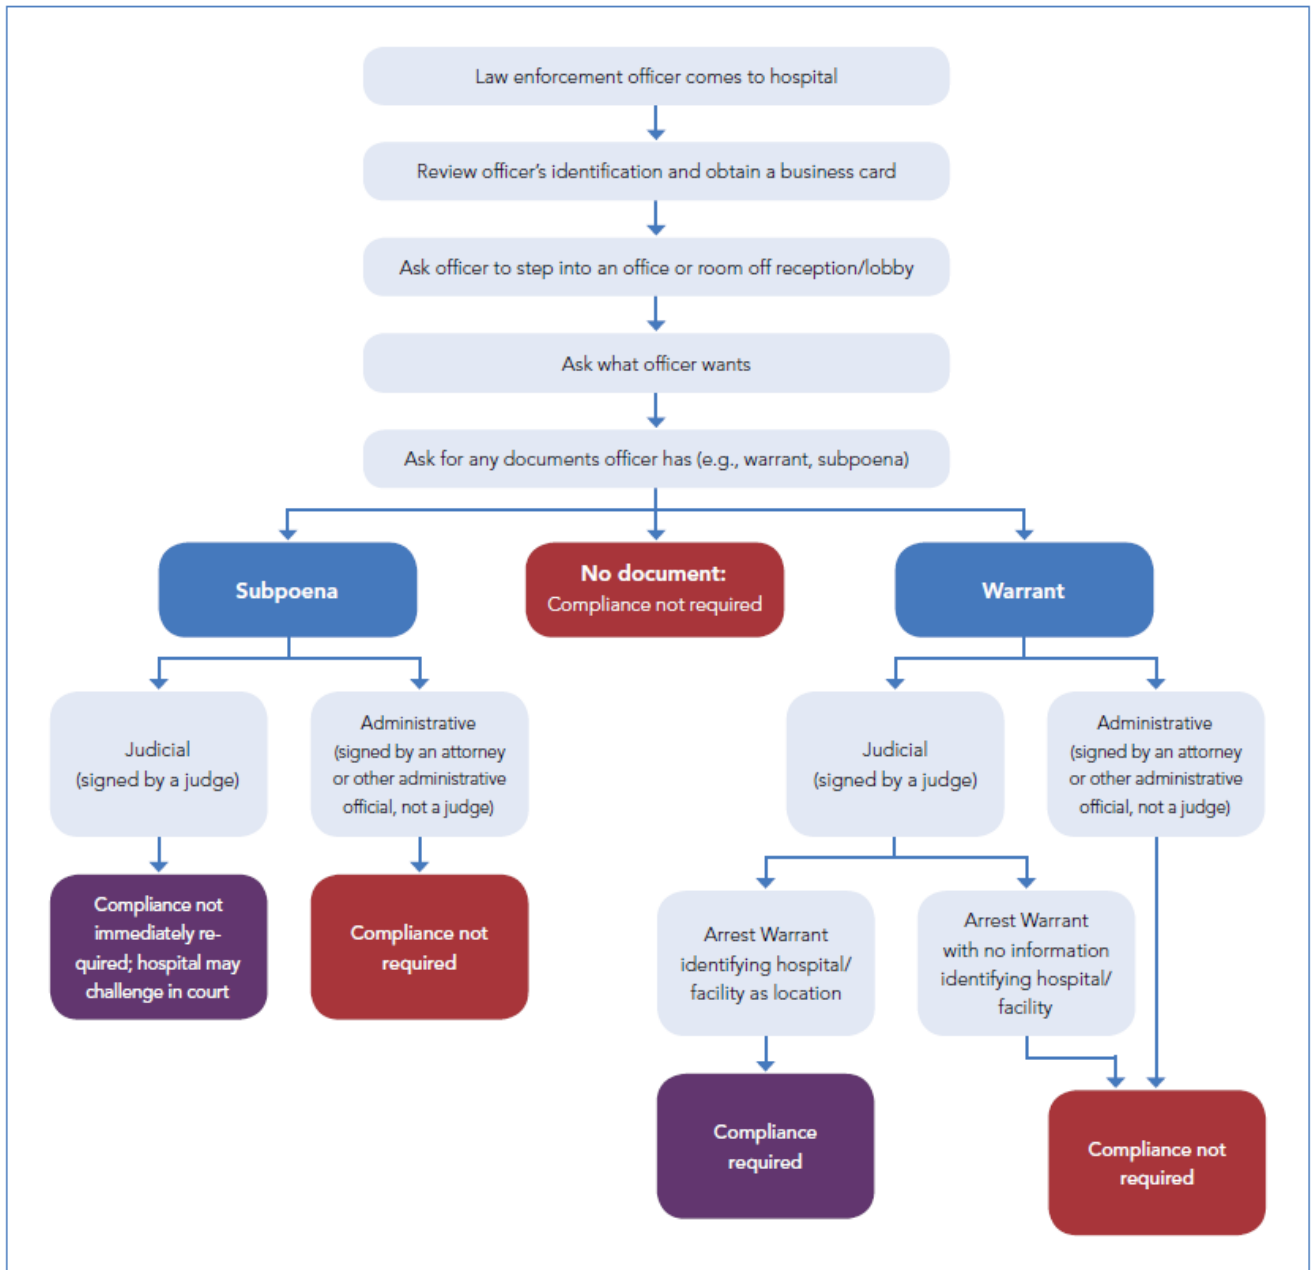 Law enforcement officer comes to hospital
Review officer's identification and obtain a business card
Ask officer to step into an office or room off reception/lobby
Ask what officer wants
Ask for any documents officer has (e.g., warrant, subpoena)
Subpoena
No document:
Compliance not required
Warrant
Judicial
(signed by a judge)
Administrative
(signed by an attorney
or other administrative
official, not a judge)
Judicial
(signed by a judge)
Administrative
(signed by an attorney
or other administrative
official, not a judge)
Compliance not
immediately re-
quired; hospital may
challenge in court
Compliance not
required
Arrest Warrant
identifying hospital/
facility as location
Arrest Warrant
with no information
identifying hospital/
facility
Compliance
required
Compliance not
required